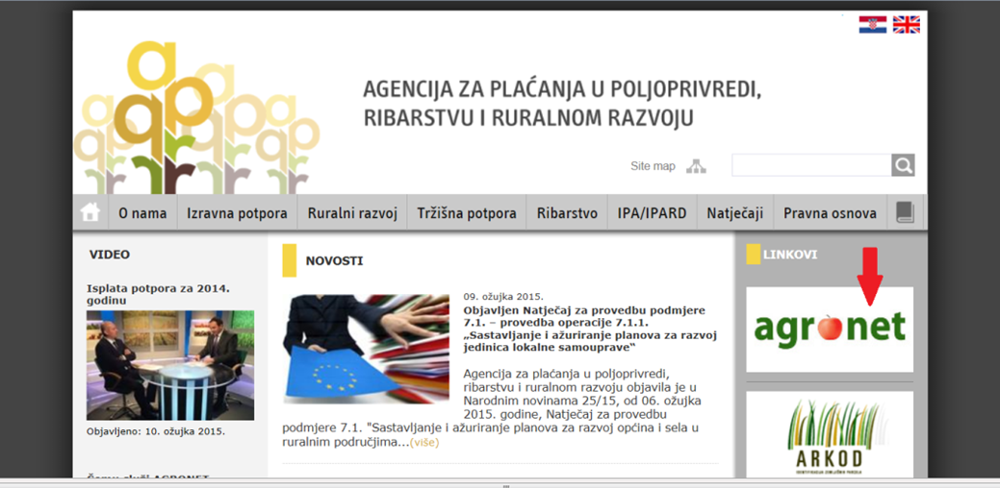 AGENCIJA ZA PLAĆANJA U POLJOPRIVREDI,
RIBARSTVU I RURALNOM RAZVOJU
Site map
O nama Izravna potpora Ruralni razvoj Tržišna potpora Ribarstvo IPA/IPARD Natječaji Pravna osnova
VIDEO
Isplata potpora za 2014.
godinu
Objavljeno: 10. ožujka 2015.
Čemu služi AGRONET
NOVOSTI
09. ožujka 2015.
Objavljen Natječaj za provedbu podmjere
7.1. – provedba operacije 7.1.1.
„Sastavljanje i ažuriranje planova za razvoj
jedinica lokalne samouprave“
Agencija za plaćanja u poljoprivredi,
ribarstvu i ruralnom razvoju objavila je u
Narodnim novinama 25/15, od 06. ožujka
2015. godine, Natječaj za provedbu
podmjere 7.1. "Sastavljanje i ažuriranje planova za razvoj općina i sela u
ruralnim područjima...(više)
LINKOVI
agronet
ARKOD